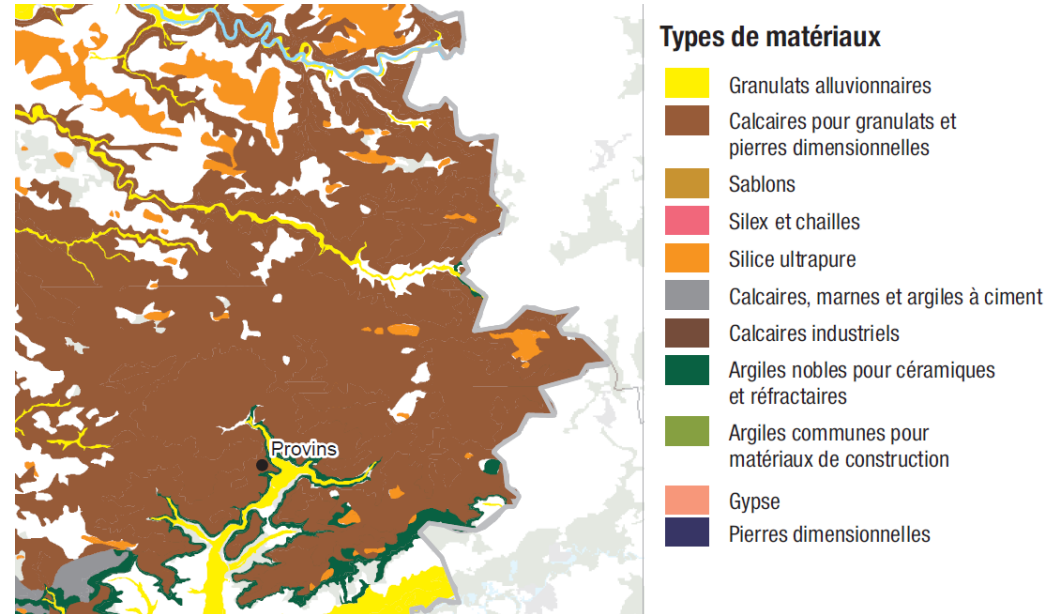 Types de matériaux
Granulats alluvionnaires
Calcaires pour granulats et
pierres dimensionnelles
Sablons
Silex et chailles
Silice ultrapure
Calcaires, marnes et argiles à ciment
Calcaires industriels
Argiles nobles pour céramiques
et réfractaires
Argiles communes pour
matériaux de construction
Gypse
Pierres dimensionnelles
Provins